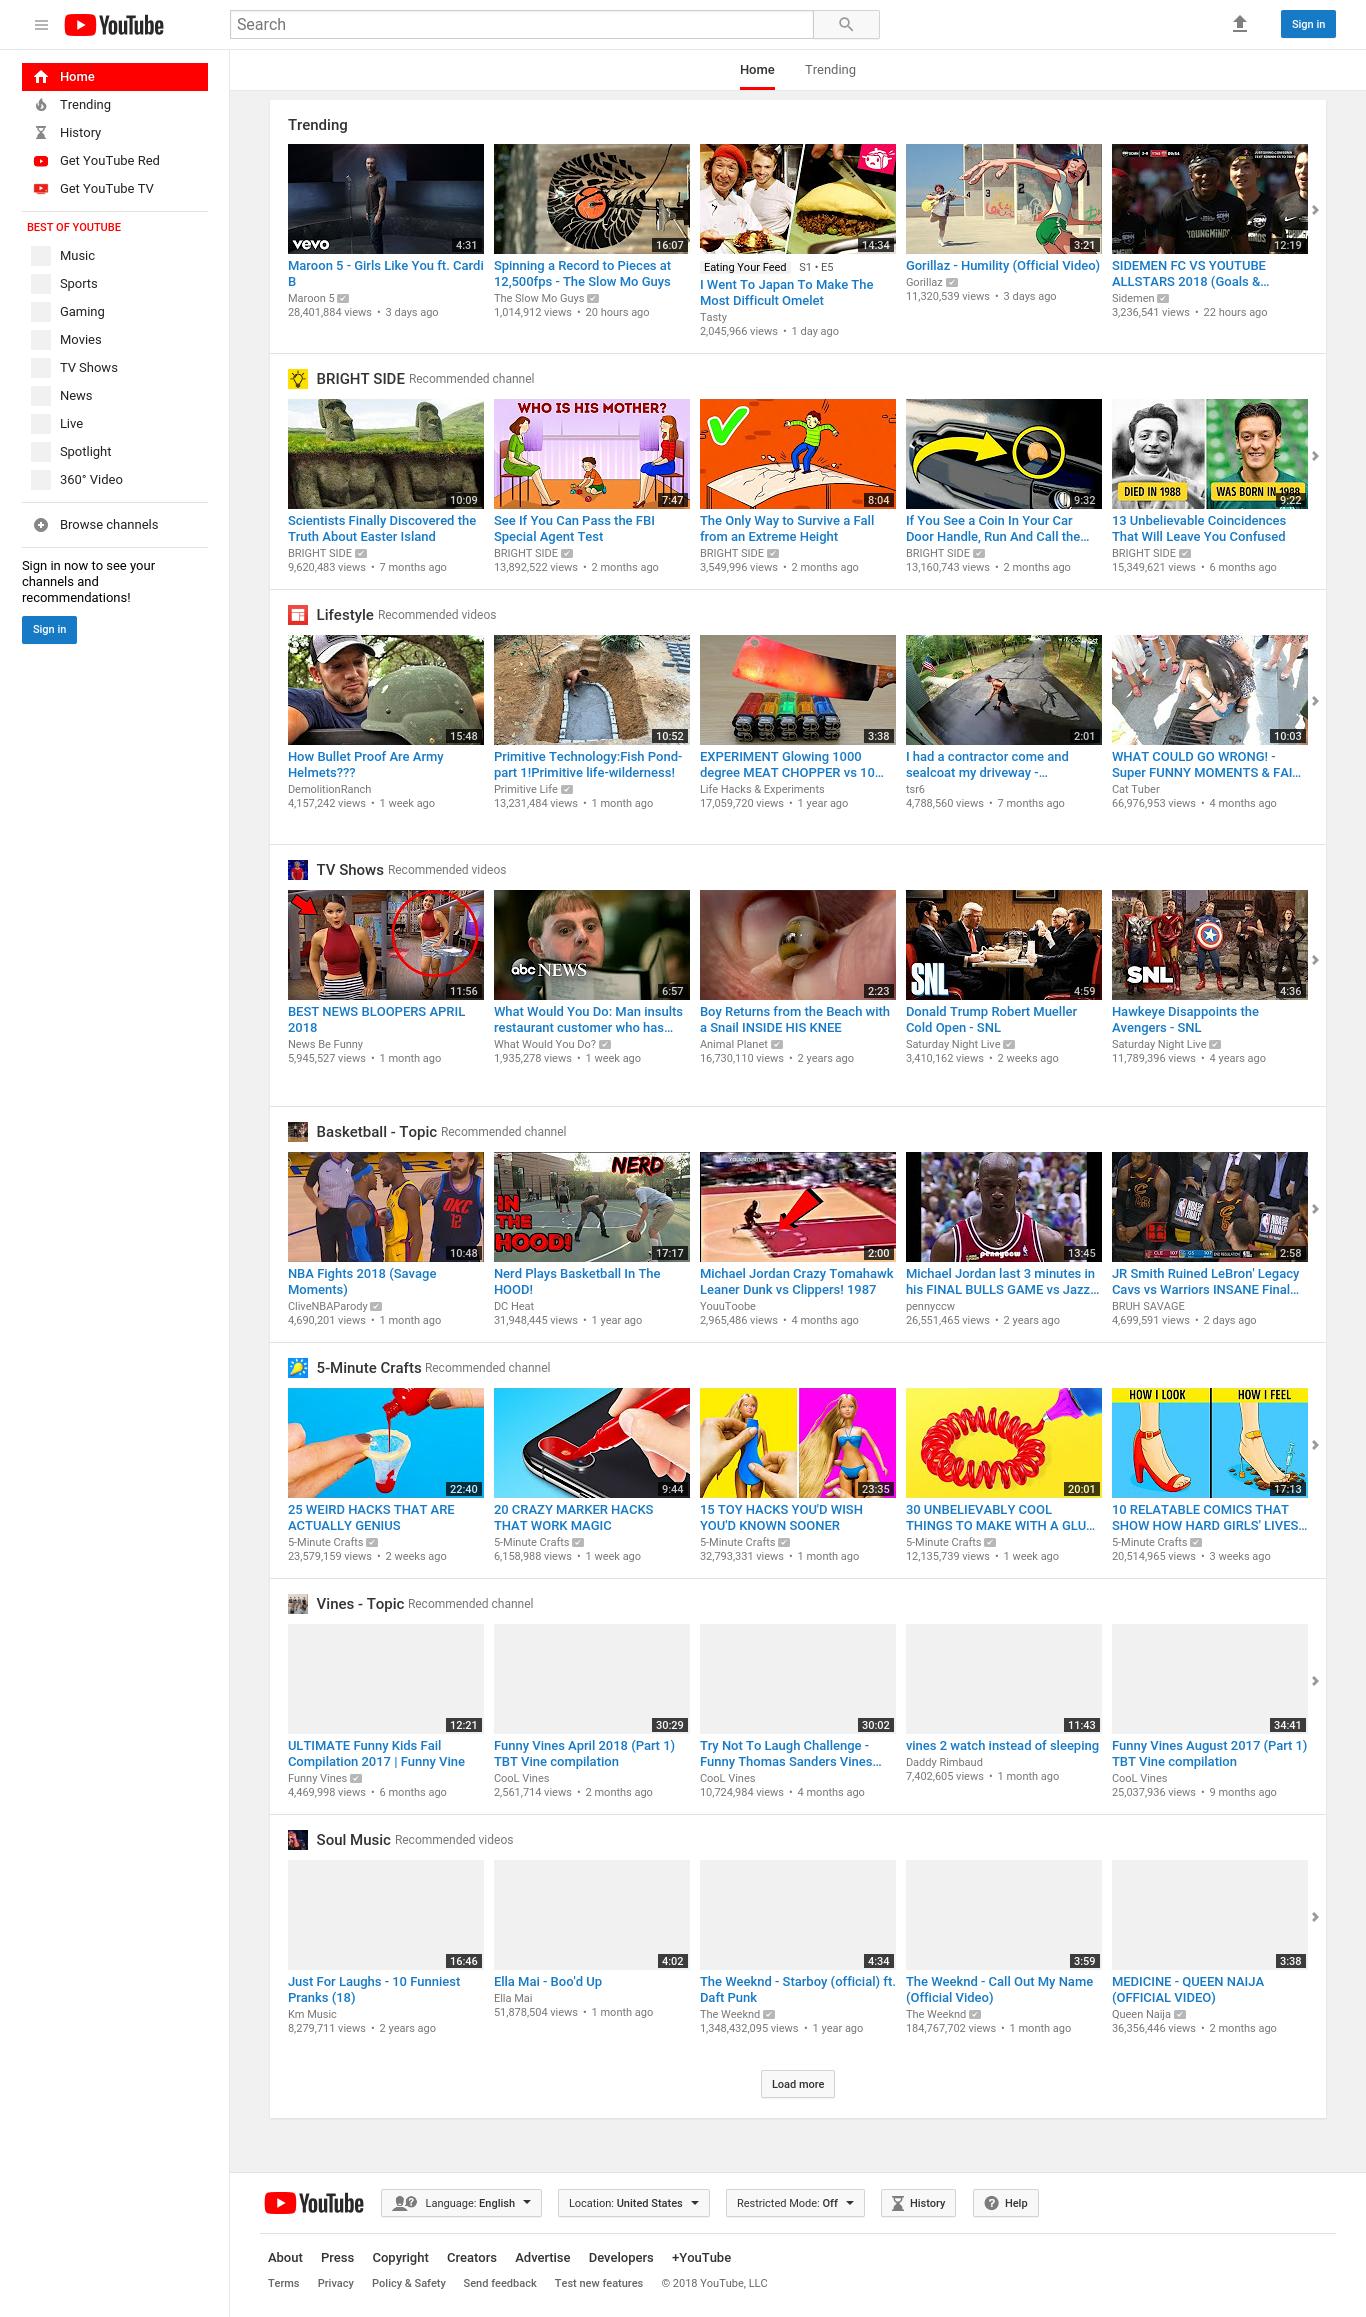 YouTube
Search
Sign in
Home
Trending
History
Get YouTube Red
Get YouTube TV
BEST OF YOUTUBE
Music
Sports
Gaming
Movies
TV Shows
News
Live
Spotlight
360° Video
Browse channels
Sign in now to see your
channels and
recommendations!
Sign in
Home Trending
Trending
vevo
4:31
Maroon 5 - Girls Like You ft. Cardi
B
Maroon 5
28,401,884 views • 3 days ago
16:07
Spinning a Record to Pieces at
12,500fps - The Slow Mo Guys
The Slow Mo Guys
1,014,912 views • 20 hours ago
14:34
Eating Your Feed S1 • E5
I Went To Japan To Make The
Most Difficult Omelet
Tasty
2,045,966 views • 1 day ago
3:21
Gorillaz - Humility (Official Video)
Gorillaz
11,320,539 views • 3 days ago
YOUNGMINDS
12:19
SIDEMEN FC VS YOUTUBE
ALLSTARS 2018 (Goals &...
Sidemen
3,236,541 views • 22 hours ago
BRIGHT SIDE Recommended channel
10:09
Scientists Finally Discovered the
Truth About Easter Island
BRIGHT SIDE
9,620,483 views • 7 months ago
WHO IS HIS MOTHER?
7:47
See If You Can Pass the FBI
Special Agent Test
BRIGHT SIDE
13,892,522 views • 2 months ago
8:04
The Only Way to Survive a Fall
from an Extreme Height
BRIGHT SIDE
3,549,996 views • 2 months ago
9:32
If You See a Coin In Your Car
Door Handle, Run And Call the...
BRIGHT SIDE
13,160,743 views • 2 months ago
DIED IN 1988
WAS BORN IN 1988
9:22
13 Unbelievable Coincidences
That Will Leave You Confused
BRIGHT SIDE
15,349,621 views • 6 months ago
Lifestyle Recommended videos
15:48
How Bullet Proof Are Army
Helmets???
DemolitionRanch
4,157,242 views • 1 week ago
10:52
Primitive Technology:Fish Pond-
part 1!Primitive life-wilderness!
Primitive Life
13,231,484 views • 1 month ago
3:38
EXPERIMENT Glowing 1000
degree MEAT CHOPPER vs 10...
Life Hacks & Experiments
17,059,720 views • 1 year ago
2:01
I had a contractor come and
sealcoat my driveway -...
tsr6
4,788,560 views • 7 months ago
10:03
WHAT COULD GO WRONG! -
Super FUNNY MOMENTS & FAI...
Cat Tuber
66,976,953 views • 4 months ago
TV Shows Recommended videos
11:56
BEST NEWS BLOOPERS APRIL
2018
News Be Funny
5,945,527 views • 1 month ago
abc NEWS
6:57
What Would You Do: Man insults
restaurant customer who has...
What Would You Do?
1,935,278 views • 1 week ago
2:23
Boy Returns from the Beach with
a Snail INSIDE HIS KNEE
Animal Planet
16,730,110 views • 2 years ago
SNL
4:59
Donald Trump Robert Mueller
Cold Open - SNL
Saturday Night Live
3,410,162 views • 2 weeks ago
SNL
4:36
Hawkeye Disappoints the
Avengers - SNL
Saturday Night Live
11,789,396 views • 4 years ago
Basketball - Topic Recommended channel
OKC
12
10:48
NBA Fights 2018 (Savage
Moments)
CliveNBAParody
4,690,201 views • 1 month ago
NERD
IN
THE
HOOD!
17:17
Nerd Plays Basketball In The
HOOD!
DC Heat
31,948,445 views • 1 year ago
2:00
Michael Jordan Crazy Tomahawk
Leaner Dunk vs Clippers! 1987
YouuToobe
2,965,486 views • 4 months ago
pennyccw
13:45
Michael Jordan last 3 minutes in
his FINAL BULLS GAME vs Jazz...
pennyccw
26,551,465 views • 2 years ago
2:58
JR Smith Ruined LeBron' Legacy
Cavs vs Warriors INSANE Final...
BRUH SAVAGE
4,699,591 views • 2 days ago
5-Minute Crafts Recommended channel
22:40
25 WEIRD HACKS THAT ARE
ACTUALLY GENIUS
5-Minute Crafts
23,579,159 views • 2 weeks ago
9:44
20 CRAZY MARKER HACKS
THAT WORK MAGIC
5-Minute Crafts
6,158,988 views • 1 week ago
23:35
15 TOY HACKS YOU'D WISH
YOU'D KNOWN SOONER
5-Minute Crafts
32,793,331 views • 1 month ago
20:01
30 UNBELIEVABLY COOL
THINGS TO MAKE WITH A GLU...
5-Minute Crafts
12,135,739 views • 1 week ago
HOW I LOOK HOW I FEEL
17:13
10 RELATABLE COMICS THAT
SHOW HOW HARD GIRLS' LIVES...
5-Minute Crafts
20,514,965 views • 3 weeks ago
Vines - Topic Recommended channel
12:21
ULTIMATE Funny Kids Fail
Compilation 2017 | Funny Vine
Funny Vines
4,469,998 views • 6 months ago
30:29
Funny Vines April 2018 (Part 1)
TBT Vine compilation
CooL Vines
2,561,714 views • 2 months ago
30:02
Try Not To Laugh Challenge -
Funny Thomas Sanders Vines...
CooL Vines
10,724,984 views • 4 months ago
11:43
vines 2 watch instead of sleeping
Daddy Rimbaud
7,402,605 views • 1 month ago
34:41
Funny Vines August 2017 (Part 1)
TBT Vine compilation
CooL Vines
25,037,936 views • 9 months ago
Soul Music Recommended videos
16:46
Just For Laughs - 10 Funniest
Pranks (18)
Km Music
8,279,711 views • 2 years ago
4:02
Ella Mai - Boo'd Up
Ella Mai
51,878,504 views • 1 month ago
4:34
The Weeknd - Starboy (official) ft.
Daft Punk
The Weeknd
1,348,432,095 views • 1 year ago
3:59
The Weeknd - Call Out My Name
(Official Video)
The Weeknd
184,767,702 views • 1 month ago
3:38
MEDICINE - QUEEN NAIJA
(OFFICIAL VIDEO)
Queen Naija
36,356,446 views • 2 months ago
Load more
YouTube
Language: English
Location: United States
Restricted Mode: Off
History
Help
About Press Copyright Creators Advertise Developers +YouTube
Terms Privacy Policy & Safety Send feedback Test new features © 2018 YouTube, LLC